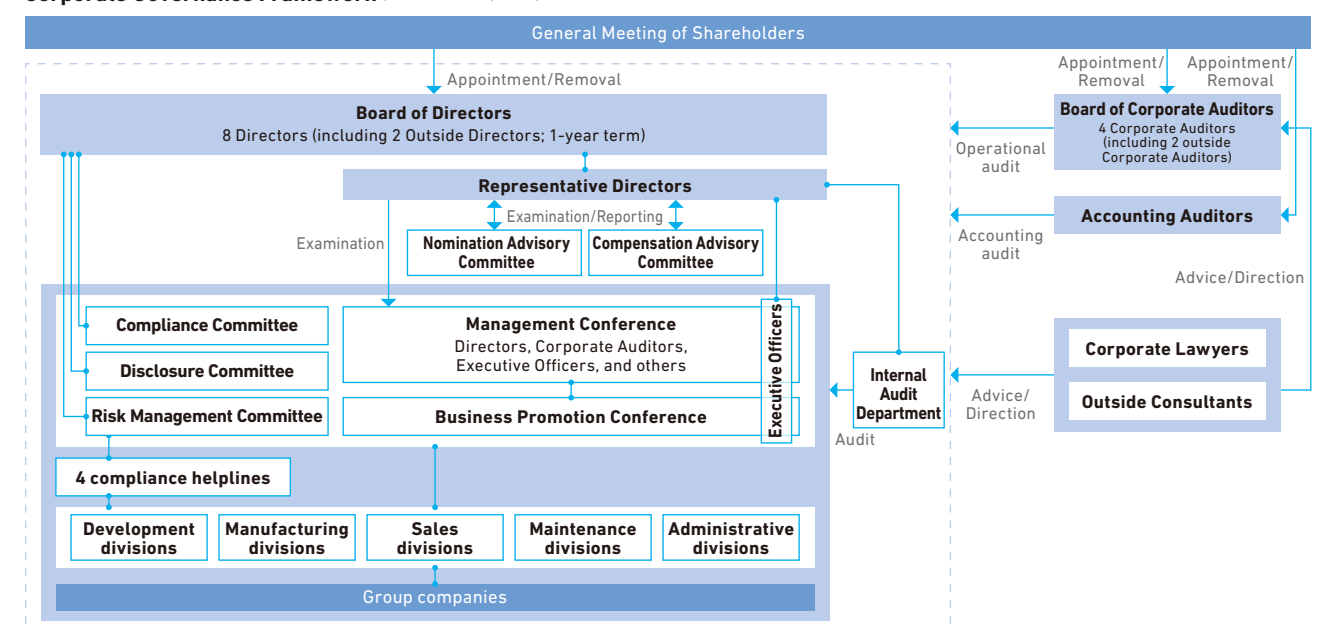 General Meeting of Shareholders
Appointment/Removal
Appointment/
Removal
Appointment/
Removal
Board of Directors
8 Directors (including 2 Outside Directors; 1-year term)
Board of Corporate Auditors
4 Corporate Auditors
(including 2 outside
Corporate Auditors)
Operational
audit
Representative Directors
Examination/Reporting
Examination
Nomination Advisory
Committee
Compensation Advisory
Committee
Accounting Auditors
Accounting
audit
Advice/Direction
Compliance Committee
Disclosure Committee
Risk Management Committee
Management Conference
Directors, Corporate Auditors,
Executive Officers, and others
Business Promotion Conference
Executive Officers
Internal
Audit
Department
Audit
Advice/
Direction
Corporate Lawyers
Outside Consultants
4 compliance helplines
Development
divisions
Manufacturing
divisions
Sales
divisions
Maintenance
divisions
Administrative
divisions
Group companies